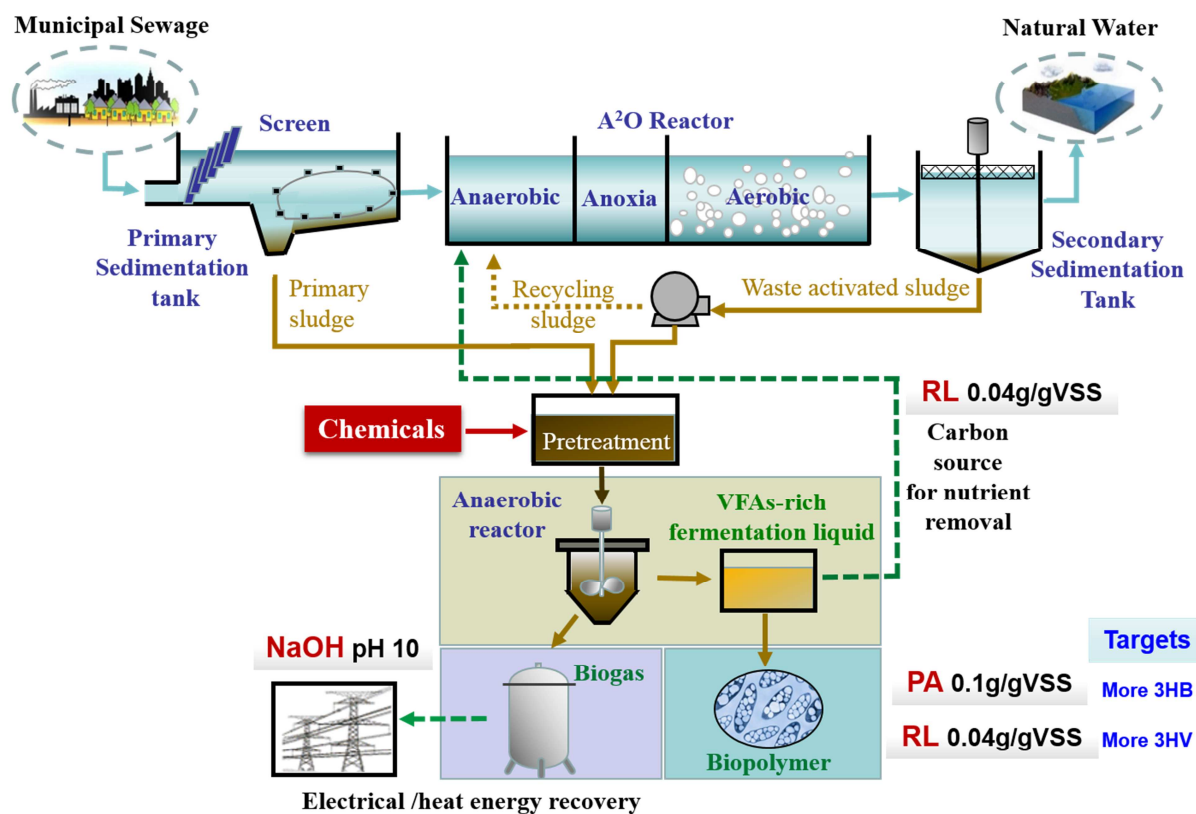 Municipal Sewage
Natural Water
Screen
A²O Reactor
Anaerobic
Anoxia
Aerobic
Primary
Sedimentation
tank
Secondary
Sedimentation
Tank
Primary
sludge
Recycling
sludge
Waste activated sludge
RL 0.04g/gVSS
Carbon
source
for nutrient
removal
Chemicals
Pretreatment
Anaerobic
reactor
VFAs-rich
fermentation liquid
NaOH pH 10
Biogas
Biopolymer
Targets
PA 0.1g/gVSS More 3HB
RL 0.04g/gVSS More 3HV
Electrical /heat energy recovery